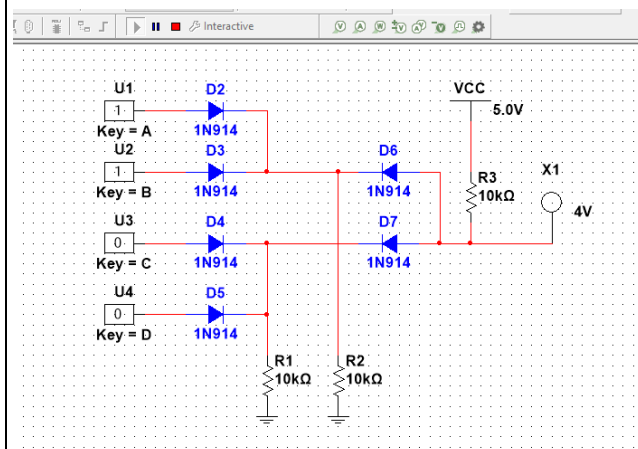 Interactive
U1
1
Key = A
D2
1N914
U2
1
Key = B
D3
1N914
U3
0
Key = C
D4
1N914
U4
0
Key = D
D5
1N914
D6
1N914
D7
1N914
VCC
5.0V
R3
10kΩ
X1
4V
R1
10kΩ
R2
10kΩ